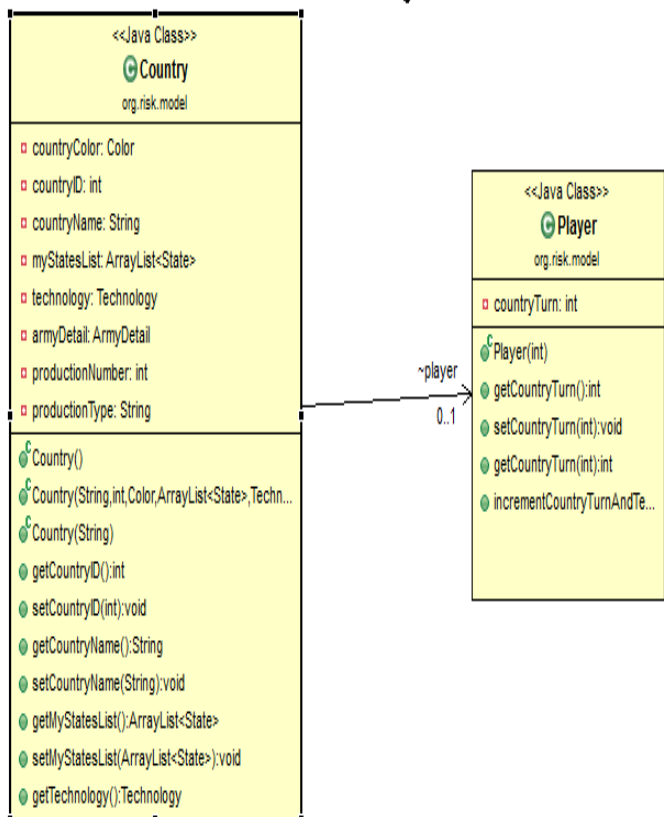 <<Java Class>>
Country
org.risk.model
countryColor: Color
countryID: int
countryName: String
myStatesList: ArrayList<State>
technology: Technology
armyDetail: ArmyDetail
productionNumber: int
productionType: String
Country()
Country(String,int,Color,ArrayList<State>,Techn...
Country(String)
getCountryID():int
setCountryID(int):void
getCountryName():String
setCountryName(String):void
getMyStatesList():ArrayList<State>
setMyStatesList(ArrayList<State>):void
getTechnology():Technology
~player
0..1
<<Java Class>>
Player
org.risk.model
countryTurn: int
Player(int)
getCountryTurn():int
setCountryTurn(int):void
getCountryTurn(int):int
incrementCountryTurnAndTe...